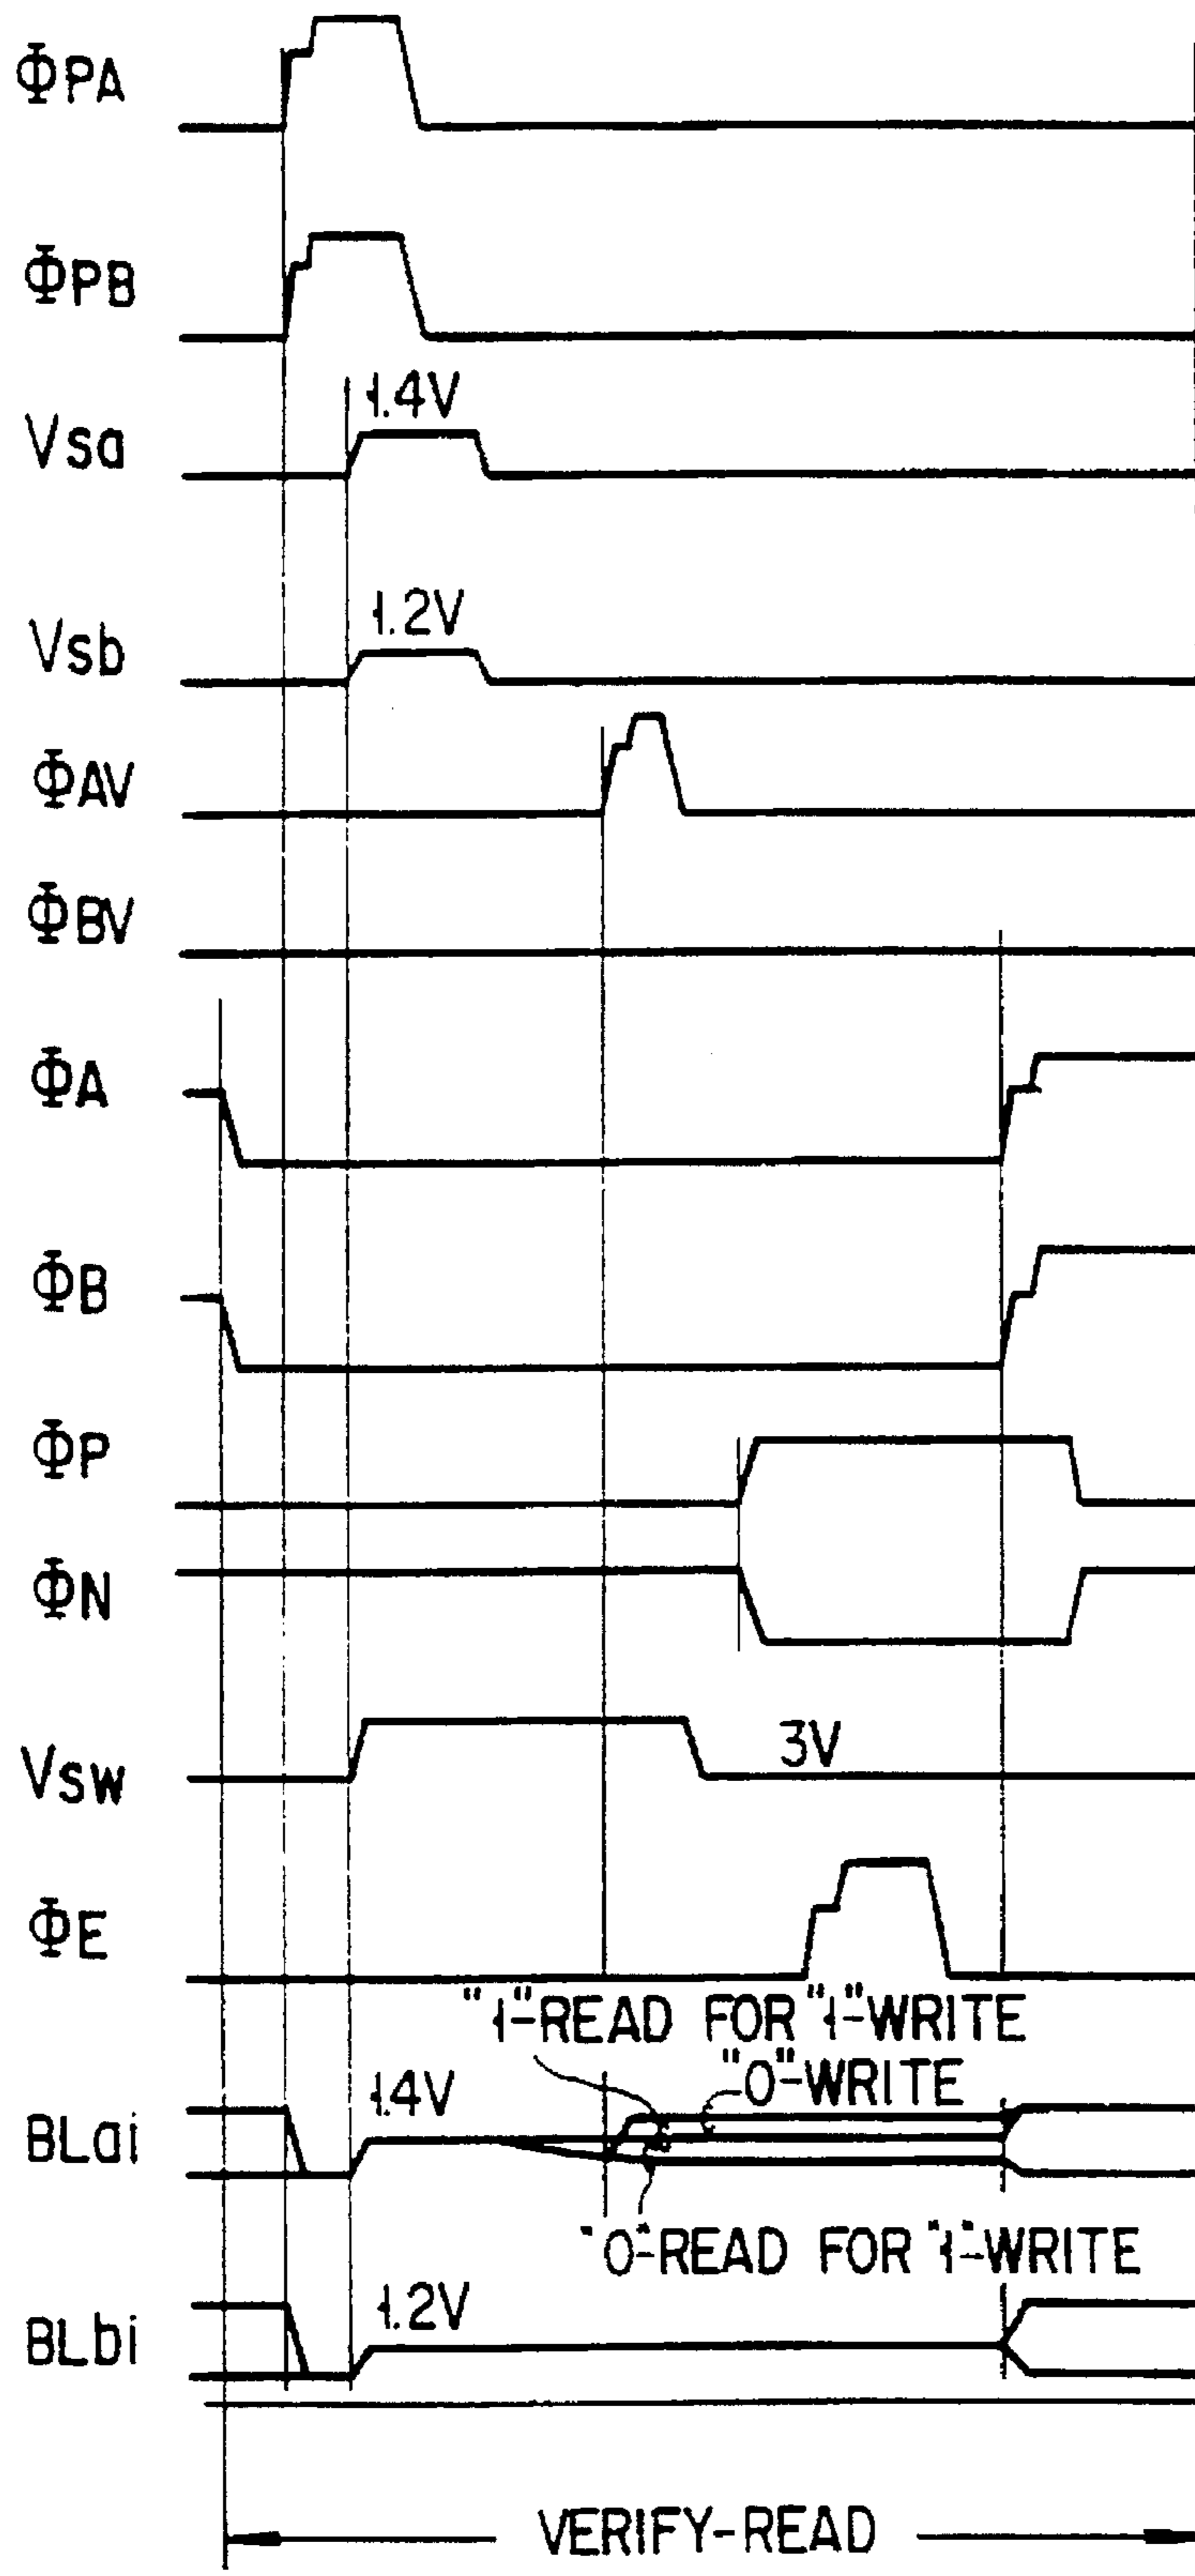 ΦPA
ΦPB
Vsa
1.4V
Vsb
1.2V
ΦAV
ΦBV
ΦA
ΦB
ΦP
ΦN
Vsw
3V
ΦE
"1"-READ FOR "1"-WRITE
"0"-WRITE
BLai
1.4V
"0"-READ FOR "1"-WRITE
BLbi
1.2V
VERIFY-READ